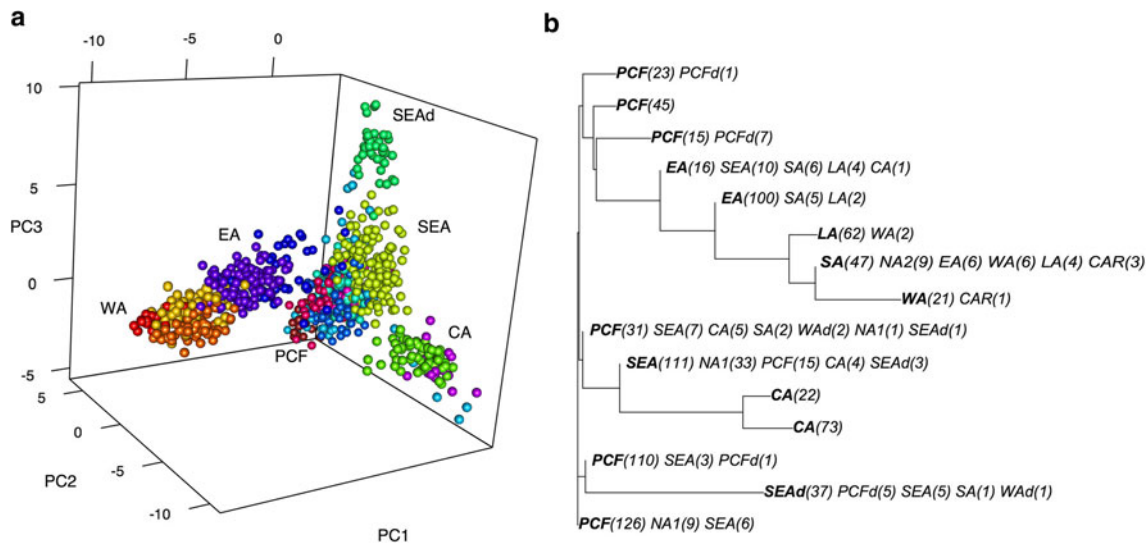 a
-10
-5
0
10
5
0
-5
PC3
SEAd
SEA
EA
WA
PCF
CA
5
0
-5
-10
PC2
PC1
b
PCF(23) PCFd(1)
PCF(45)
PCF(15) PCFd(7)
EA(16) SEA(10) SA(6) LA(4) CA(1)
EA(100) SA(5) LA(2)
LA(62) WA(2)
SA(47) NA2(9) EA(6) WA(6) LA(4) CAR(3)
WA(21) CAR(1)
PCF(31) SEA(7) CA(5) SA(2) WAd(2) NA1(1) SEAd(1)
SEA(111) NA1(33) PCF(15) CA(4) SEAd(3)
CA(22)
CA(73)
PCF(110) SEA(3) PCFd(1)
SEAd(37) PCFd(5) SEA(5) SA(1) WAd(1)
PCF(126) NA1(9) SEA(6)